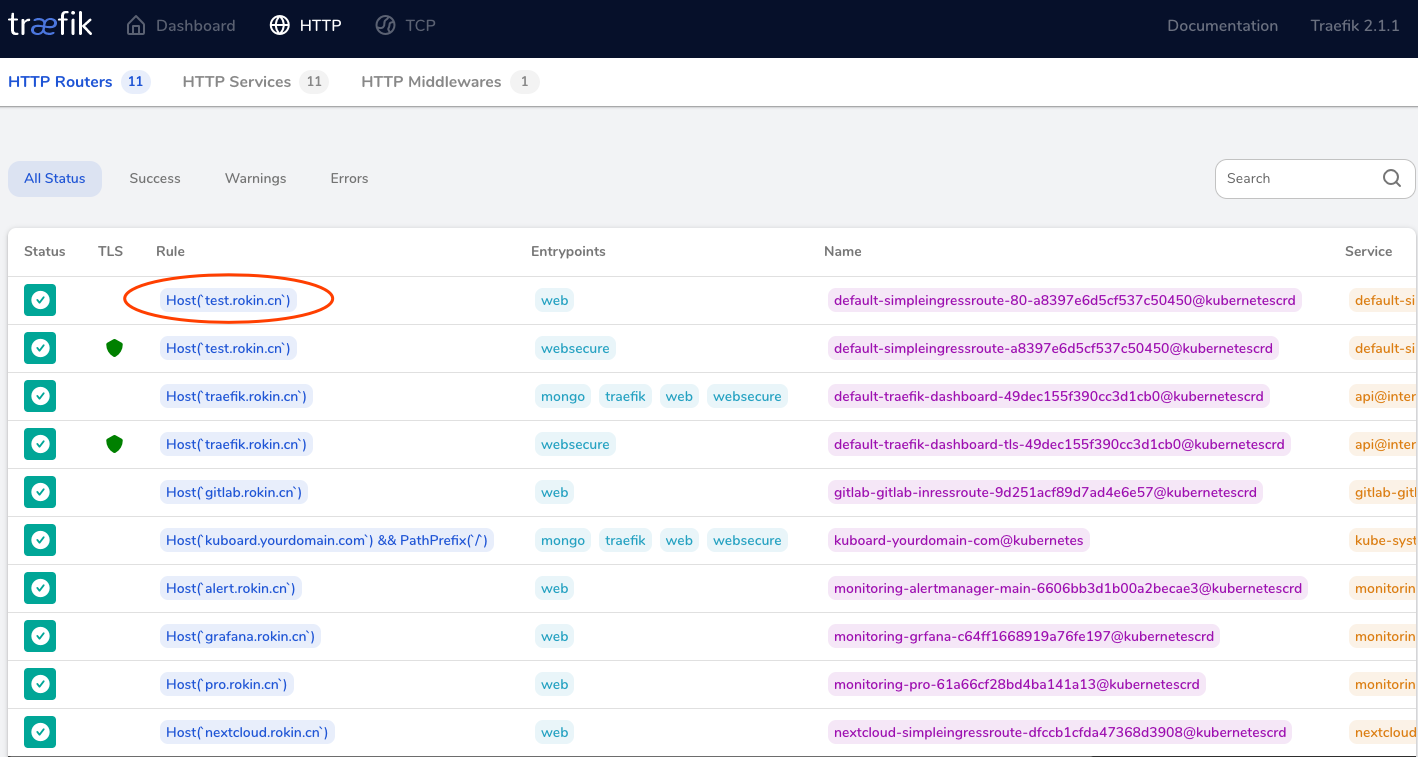 træfik Dashboard HTTP TCP Documentation Traefik 2.1.1
HTTP Routers 11 HTTP Services 11 HTTP Middlewares 1
All Status Success Warnings Errors Search
Status TLS Rule Entrypoints Name Service
Host(`test.rokin.cn`) web default-simpleingressroute-80-a8397e6d5cf537c50450@kubernetescrd default-si
Host(`test.rokin.cn`) websecure default-simpleingressroute-a8397e6d5cf537c50450@kubernetescrd default-si
Host(`traefik.rokin.cn`) mongo traefik web websecure default-traefik-dashboard-49dec155f390cc3d1cb0@kubernetescrd api@inter
Host(`traefik.rokin.cn`) websecure default-traefik-dashboard-tls-49dec155f390cc3d1cb0@kubernetescrd api@inter
Host(`gitlab.rokin.cn`) web gitlab-gitlab-inressroute-9d251acf89d7ad4e6e57@kubernetescrd gitlab-gitl
Host(`kuboard.yourdomain.com`) && PathPrefix(`/`) mongo traefik web websecure kuboard-yourdomain-com@kubernetes kube-syst
Host(`alert.rokin.cn`) web monitoring-alertmanager-main-6606bb3d1b00a2becae3@kubernetescrd monitorin
Host(`grafana.rokin.cn`) web monitoring-grfana-c64ff1668919a76fe197@kubernetescrd monitorin
Host(`pro.rokin.cn`) web monitoring-pro-61a66cf28bd4ba141a13@kubernetescrd monitorin
Host(`nextcloud.rokin.cn`) web nextcloud-simpleingressroute-dfccb1cfda47368d3908@kubernetescrd nextcloud